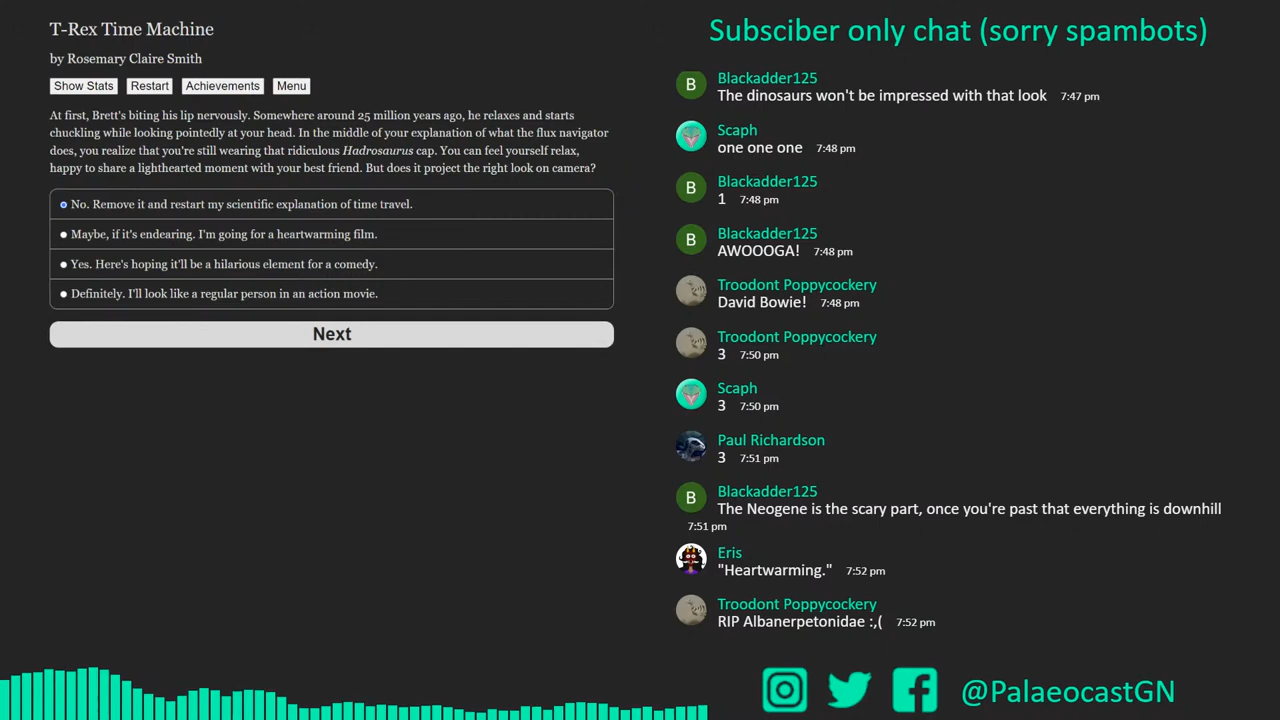 T-Rex Time Machine
by Rosemary Claire Smith
Show Stats Restart Achievements Menu
At first, Brett's biting his lip nervously. Somewhere around 25 million years ago, he relaxes and starts
chuckling while looking pointedly at your head. In the middle of your explanation of what the flux navigator
does, you realize that you're still wearing that ridiculous Hadrosaurus cap. You can feel yourself relax,
happy to share a lighthearted moment with your best friend. But does it project the right look on camera?
No. Remove it and restart my scientific explanation of time travel.
Maybe, if it's endearing. I'm going for a heartwarming film.
Yes. Here's hoping it'll be a hilarious element for a comedy.
Definitely. I'll look like a regular person in an action movie.
Next
Subsciber only chat (sorry spambots)
B Blackadder125
The dinosaurs won't be impressed with that look 7:47 pm
Scaph
one one one 7:48 pm
B Blackadder125
1 7:48 pm
B Blackadder125
AWOOOGA! 7:48 pm
Troodont Poppycockery
David Bowie! 7:48 pm
Troodont Poppycockery
3 7:50 pm
Scaph
3 7:50 pm
Paul Richardson
3 7:51 pm
B Blackadder125
The Neogene is the scary part, once you're past that everything is downhill
7:51 pm
Eris
"Heartwarming." 7:52 pm
Troodont Poppycockery
RIP Albanerpetonidae :,( 7:52 pm
@PalaeocastGN